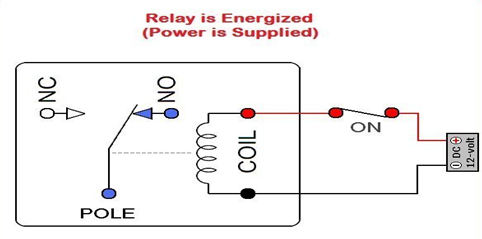 Relay is Energized
(Power is Supplied)
NC
NO
COIL
ON
DC
12-volt
POLE